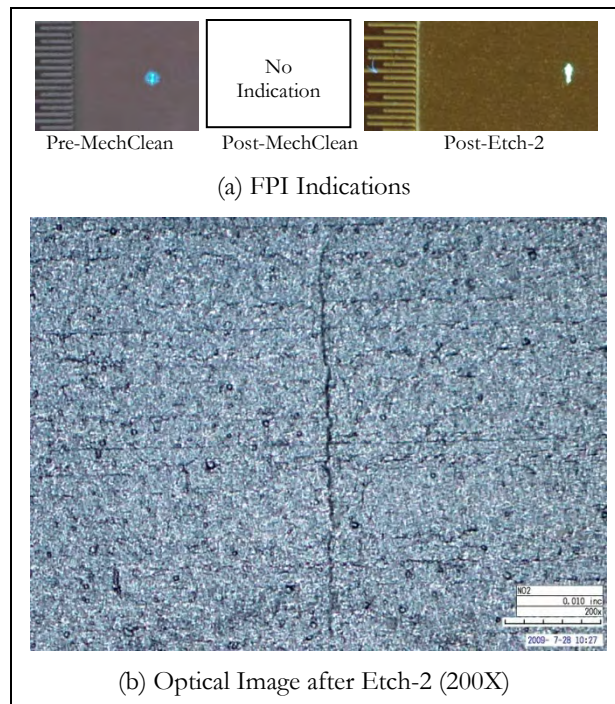 No
Indication
Pre-MechClean Post-MechClean Post-Etch-2
(a) FPI Indications
NO2
0.010 inc
200x
2009- 7-28 10:27
(b) Optical Image after Etch-2 (200X)